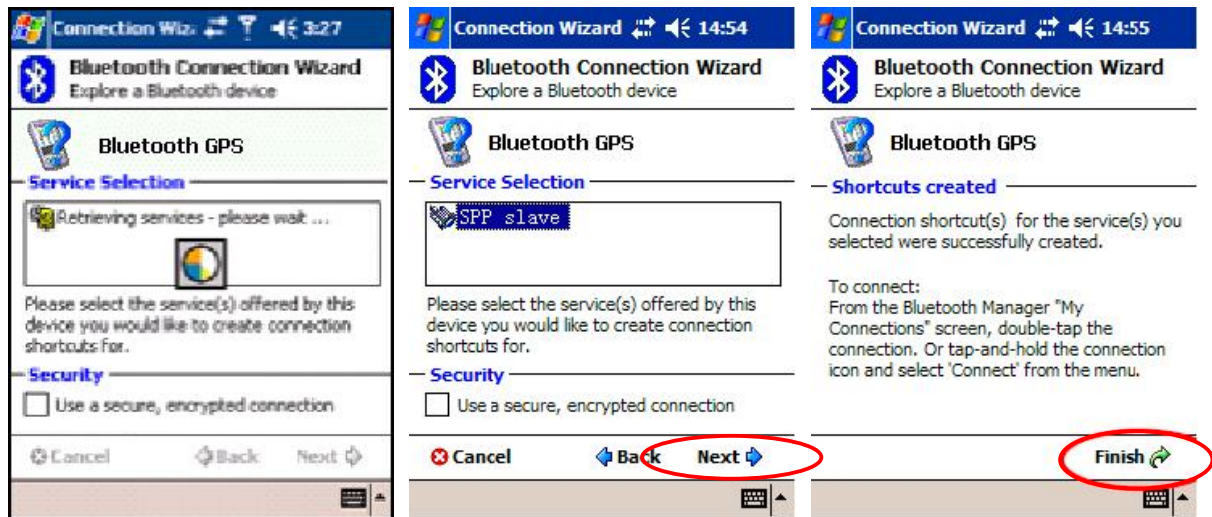 Connection Wiz 3:27
Bluetooth Connection Wizard
Explore a Bluetooth device
Bluetooth GPS
Service Selection
Retrieving services - please wait ...
Please select the service(s) offered by this
device you would like to create connection
shortcuts for.
Security
Use a secure, encrypted connection
Cancel Back Next
Connection Wizard 14:54
Bluetooth Connection Wizard
Explore a Bluetooth device
Bluetooth GPS
Service Selection
SPP slave
Please select the service(s) offered by this
device you would like to create connection
shortcuts for.
Security
Use a secure, encrypted connection
Cancel Back Next
Connection Wizard 14:55
Bluetooth Connection Wizard
Explore a Bluetooth device
Bluetooth GPS
Shortcuts created
Connection shortcut(s) for the service(s) you
selected were successfully created.
To connect:
From the Bluetooth Manager "My
Connections" screen, double-tap the
connection. Or tap-and-hold the connection
icon and select 'Connect' from the menu.
Finish